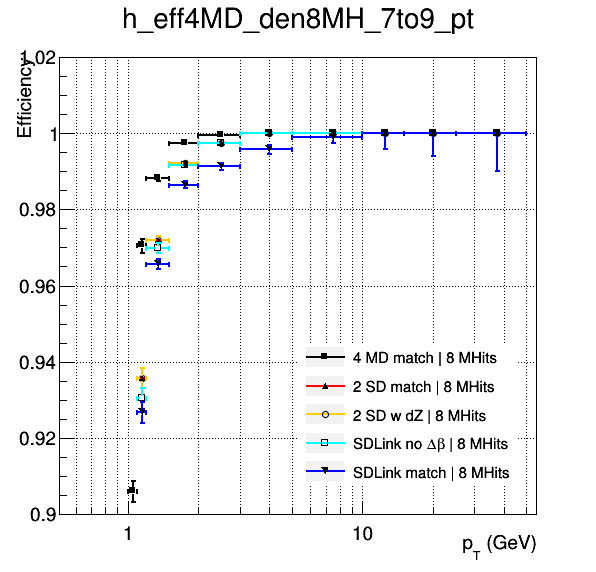 h_eff4MD_den8MH_7to9_pt
Efficiency
1.02
1
0.98
0.96
0.94
0.92
0.9
4 MD match | 8 MHits
2 SD match | 8 MHits
2 SD w dZ | 8 MHits
SDLink no Δβ | 8 MHits
SDLink match | 8 MHits
1
10
p_T (GeV)